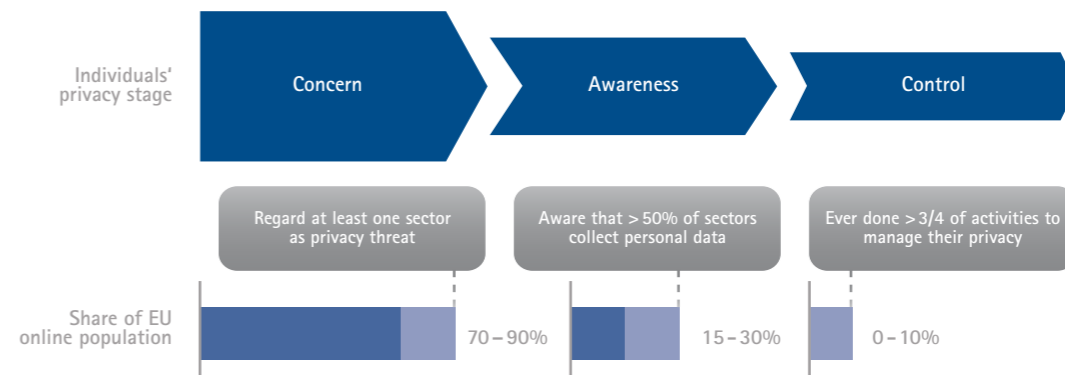 Individuals'
privacy stage
Concern
Awareness
Control
Regard at least one sector
as privacy threat
Aware that >50% of sectors
collect personal data
Ever done >3/4 of activities to
manage their privacy
Share of EU
online population
70–90%
15–30%
0–10%